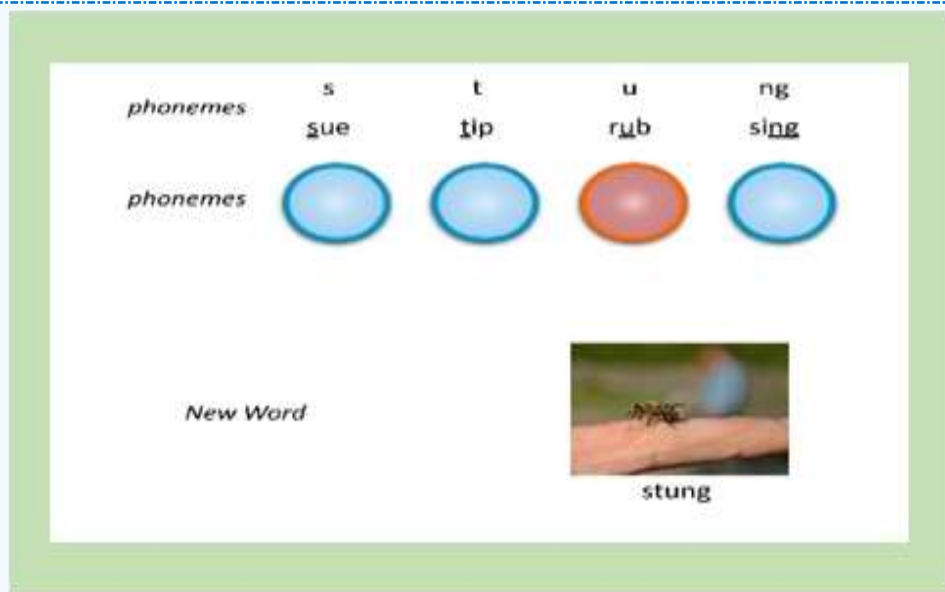 phonemes s t u ng
sue tip rub sing
phonemes
New Word
stung